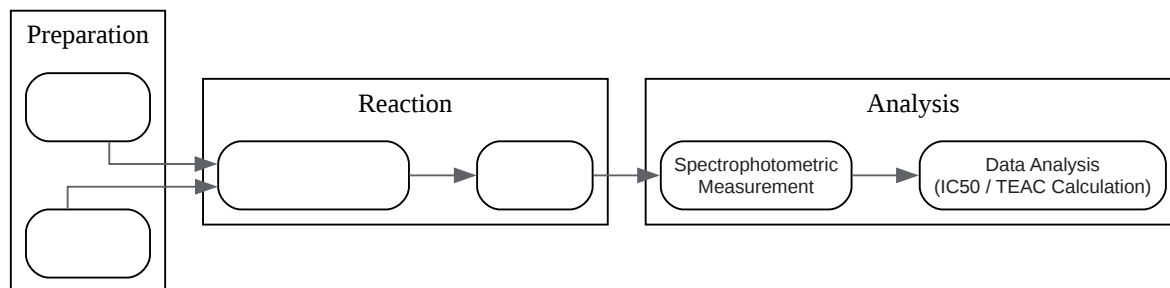 Preparation
Reaction
Analysis
Spectrophotometric
Measurement
Data Analysis
(IC50 / TEAC Calculation)